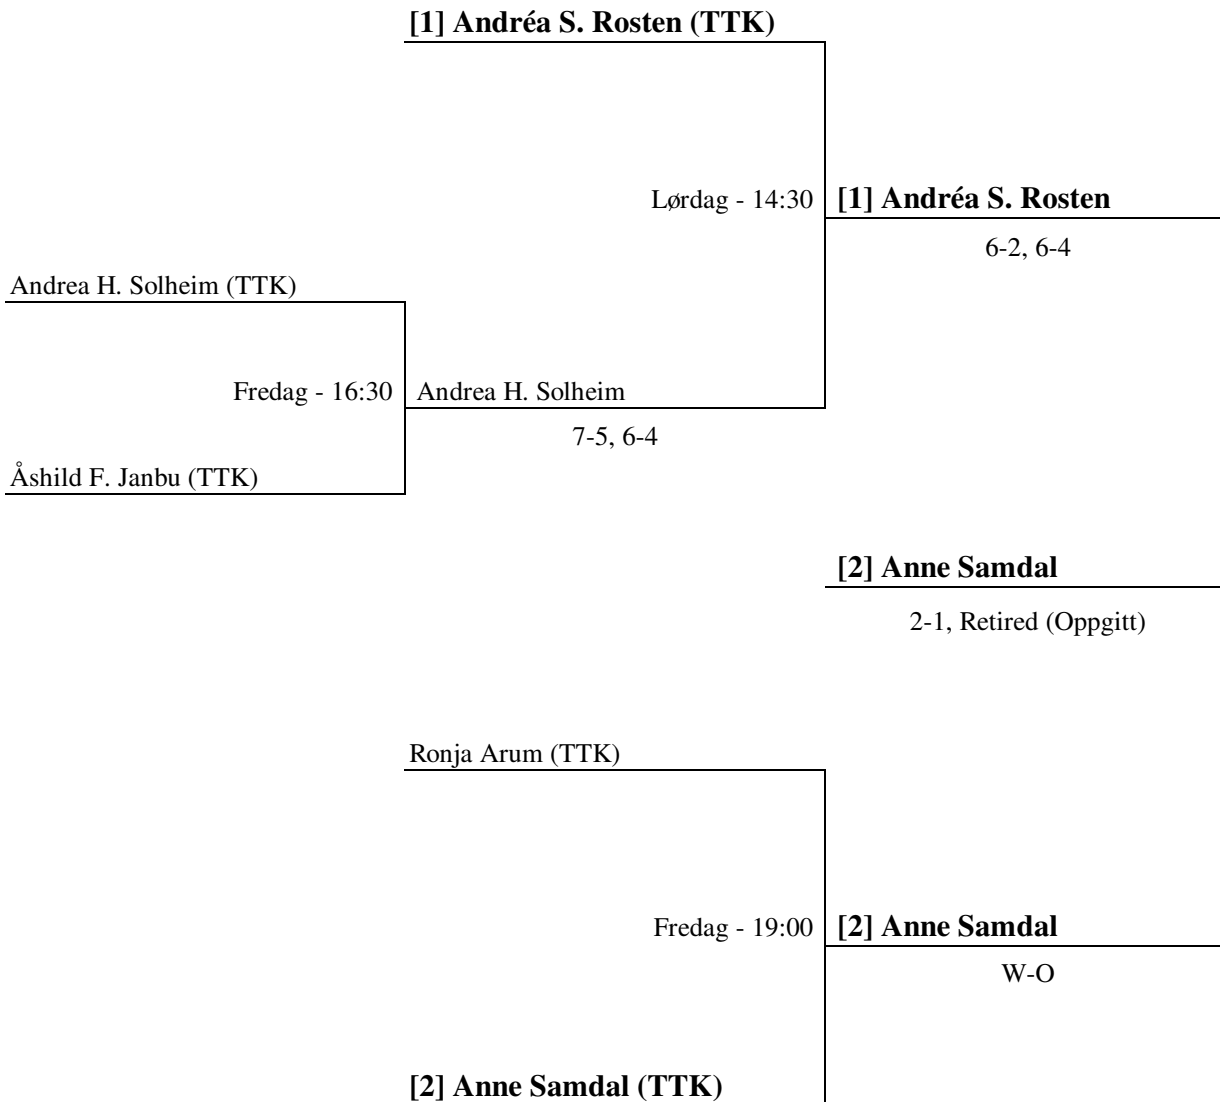 [1] Andréa S. Rosten (TTK)
Lørdag - 14:30
[1] Andréa S. Rosten
6-2, 6-4
Andrea H. Solheim (TTK)
Fredag - 16:30
Andrea H. Solheim
7-5, 6-4
Åshild F. Janbu (TTK)
[2] Anne Samdal
2-1, Retired (Oppgitt)
Ronja Arum (TTK)
Fredag - 19:00
[2] Anne Samdal
W-O
[2] Anne Samdal (TTK)